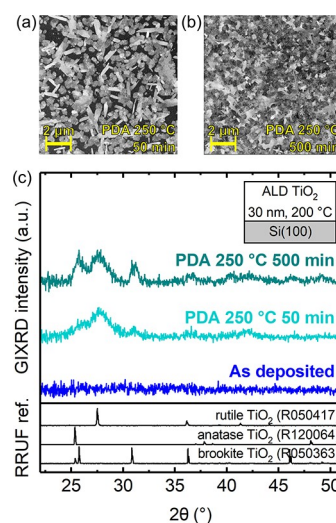 (a)
PDA 250 °C
2 μm
50 min
(b)
PDA 250 °C
2 μm
500 min
(c)
ALD TiO2
30 nm, 200 °C
Si(100)
PDA 250 °C 500 min
PDA 250 °C 50 min
As deposited
GIXRD intensity (a.u.)
RRUF ref.
rutile TiO2 (R050417
anatase TiO2 (R120064
brookite TiO2 (R050363
25 30 35 40 45 50
2θ (°)